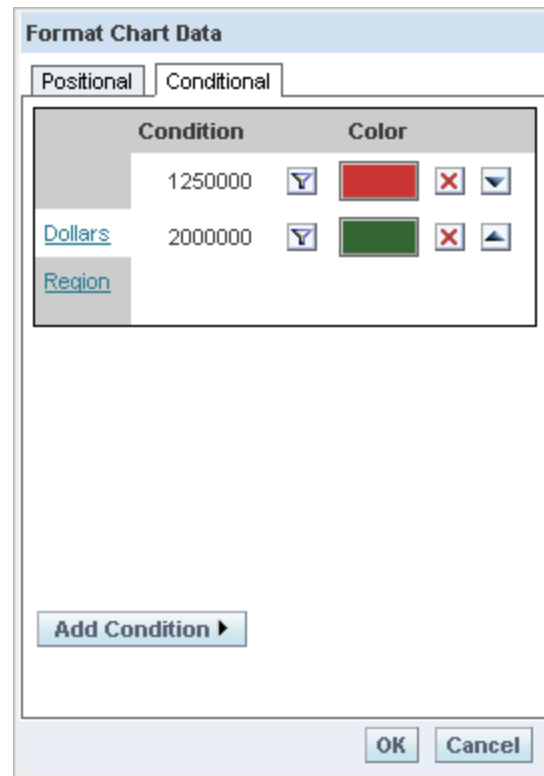 Format Chart Data
Positional Conditional
Condition Color
1250000
Dollars 2000000
Region
Add Condition
OK Cancel